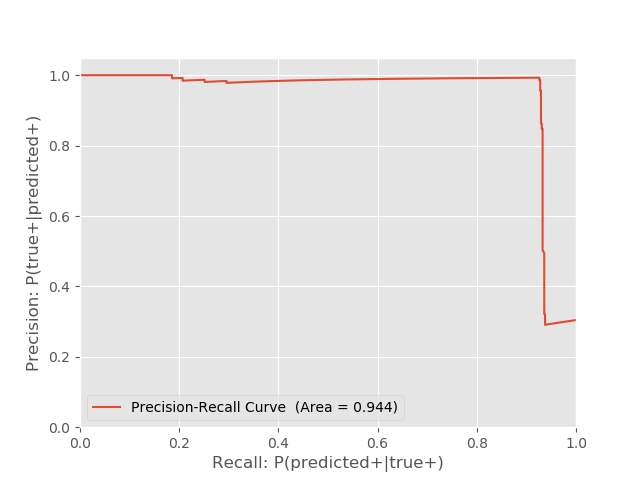 Precision: P(true+|predicted+)
1.0
0.8
0.6
0.4
0.2
0.0
Precision-Recall Curve  (Area = 0.944)
0.0 0.2 0.4 0.6 0.8 1.0
Recall: P(predicted+|true+)